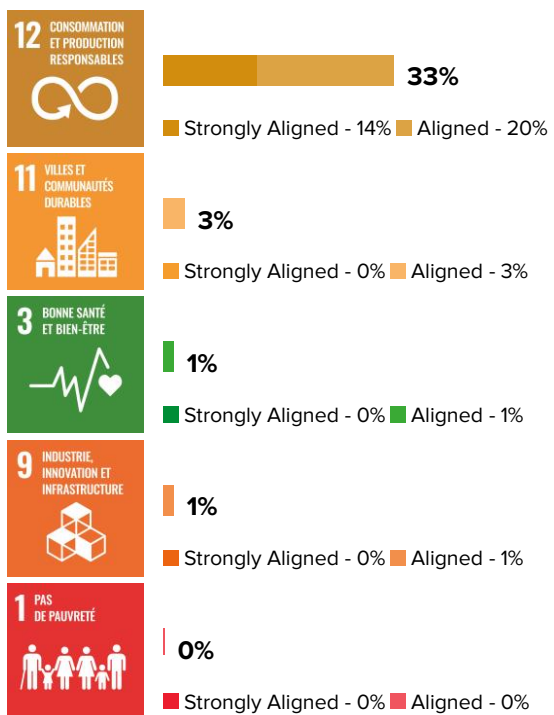 12 CONSOMMATION
ET PRODUCTION
RESPONSABLES
33%
Strongly Aligned - 14% Aligned - 20%
11 VILLES ET
COMMUNAUTÉS
DURABLES
3%
Strongly Aligned - 0% Aligned - 3%
3 BONNE SANTÉ
ET BIEN-ÊTRE
1%
Strongly Aligned - 0% Aligned - 1%
9 INDUSTRIE,
INNOVATION ET
INFRASTRUCTURE
1%
Strongly Aligned - 0% Aligned - 1%
1 PAS
DE PAUVRETÉ
0%
Strongly Aligned - 0% Aligned - 0%